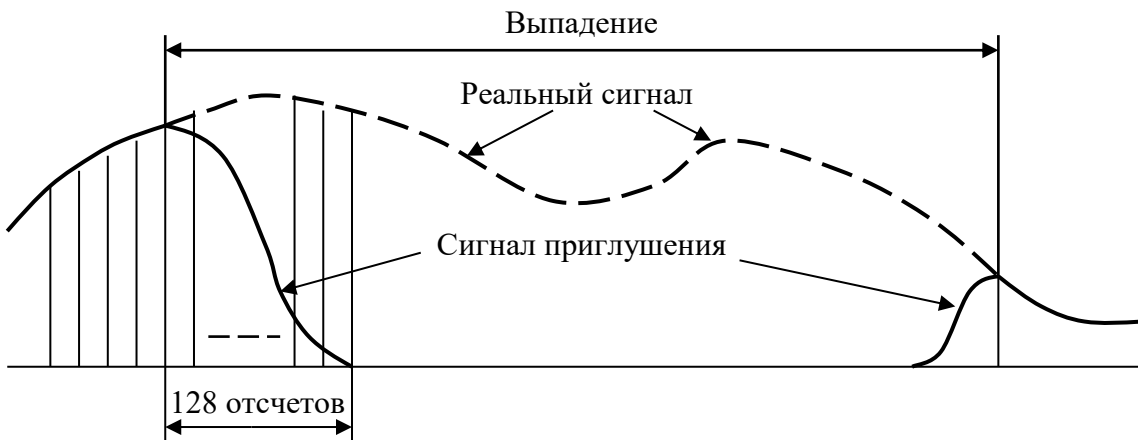 Выпадение
Реальный сигнал
Сигнал приглушения
128 отсчетов